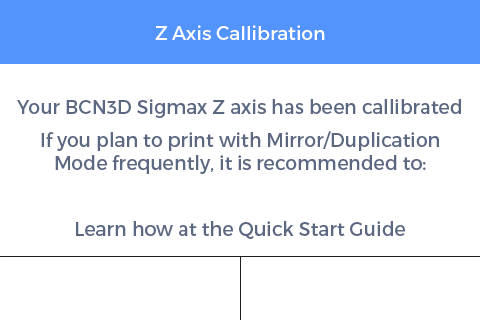 Z Axis Callibration
Your BCN3D Sigmax Z axis has been callibrated
If you plan to print with Mirror/Duplication
Mode frequently, it is recommended to:
Learn how at the Quick Start Guide